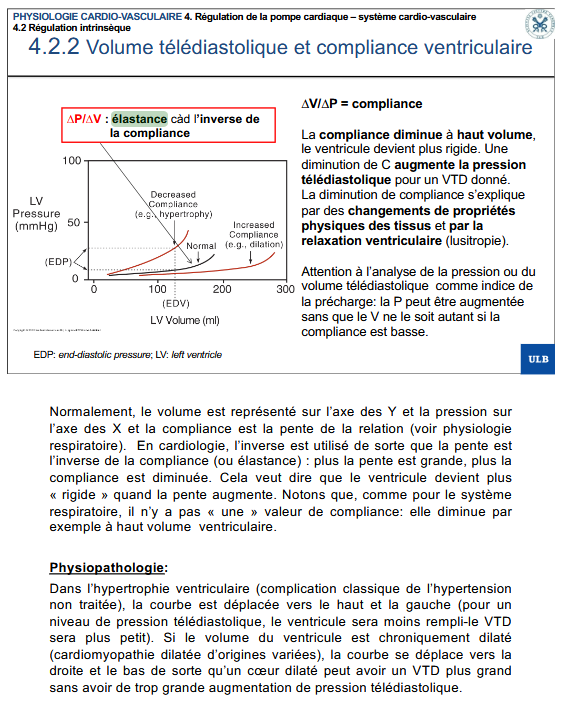 PHYSIOLOGIE CARDIO-VASCULAIRE 4. Régulation de la pompe cardiaque – système cardio-vasculaire
4.2 Régulation intrinsèque
4.2.2 Volume télédiastolique et compliance ventriculaire
∆P/∆V : élastance càd l'inverse de
la compliance
100
50
0
LV
Pressure
(mmHg)
(EDP)
Decreased
Compliance
(e.g., hypertrophy)
Normal
Increased
Compliance
(e.g., dilation)
0
100
200
300
(EDV)
LV Volume (ml)
EDP: end-diastolic pressure; LV: left ventricle
∆V/∆P = compliance
La compliance diminue à haut volume,
le ventricule devient plus rigide. Une
diminution de C augmente la pression
télédiastolique pour un VTD donné.
La diminution de compliance s'explique
par des changements de propriétés
physiques des tissus et par la
relaxation ventriculaire (lusitropie).
Attention à l'analyse de la pression ou du
volume télédiastolique comme indice de
la précharge: la P peut être augmentée
sans que le V ne le soit autant si la
compliance est basse.
ULB
Normalement, le volume est représenté sur l'axe des Y et la pression sur
l'axe des X et la compliance est la pente de la relation (voir physiologie
respiratoire). En cardiologie, l'inverse est utilisé de sorte que la pente est
l'inverse de la compliance (ou élastance) : plus la pente est grande, plus la
compliance est diminuée. Cela veut dire que le ventricule devient plus
« rigide » quand la pente augmente. Notons que, comme pour le système
respiratoire, il n'y a pas « une » valeur de compliance: elle diminue par
exemple à haut volume ventriculaire.
Physiopathologie:
Dans l'hypertrophie ventriculaire (complication classique de l'hypertension
non traitée), la courbe est déplacée vers le haut et la gauche (pour un
niveau de pression télédiastolique, le ventricule sera moins rempli-le VTD
sera plus petit). Si le volume du ventricule est chroniquement dilaté
(cardiomyopathie dilatée d'origines variées), la courbe se déplace vers la
droite et le bas de sorte qu'un cœur dilaté peut avoir un VTD plus grand
sans avoir de trop grande augmentation de pression télédiastolique.